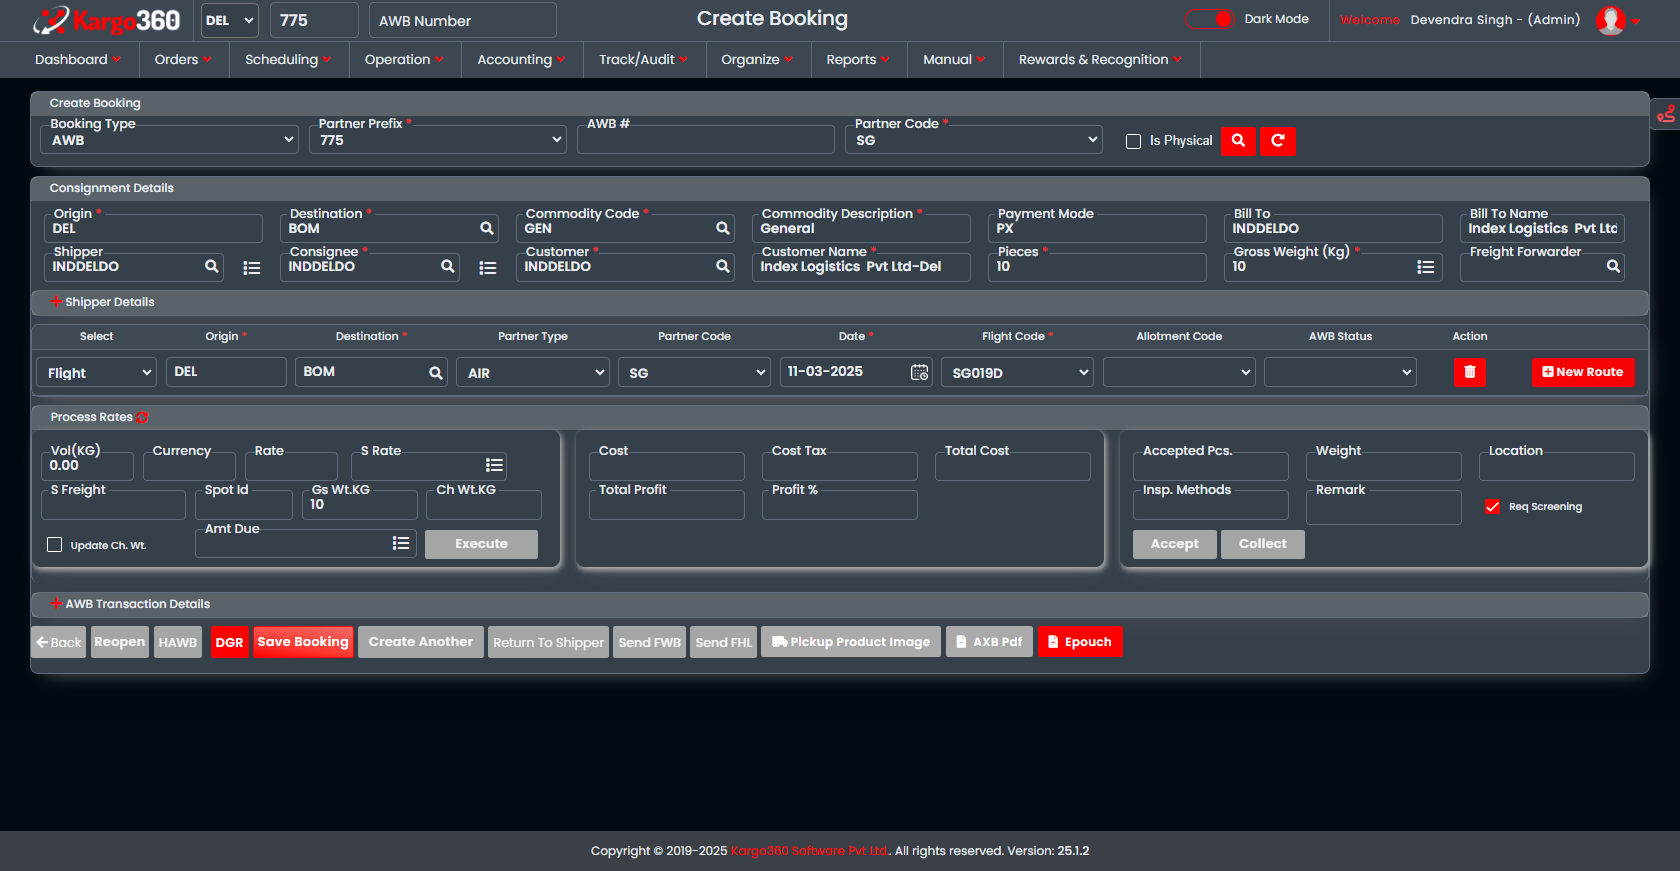 Kargo360 DEL 775 AWB Number Create Booking Dark Mode Welcome Devendra Singh - (Admin)
Dashboard Orders Scheduling Operation Accounting Track/Audit Organize Reports Manual Rewards & Recognition
Create Booking
Booking Type Partner Prefix * AWB # Partner Code *
AWB 775 SG Is Physical
Consignment Details
Origin * Destination * Commodity Code * Commodity Description * Payment Mode Bill To Bill To Name
DEL BOM GEN General PX INDDELDO Index Logistics Pvt Ltd
Shipper Consignee * Customer * Customer Name * Pieces * Gross Weight (Kg) * Freight Forwarder
INDDELDO INDDELDO INDDELDO Index Logistics Pvt Ltd-Del 10 10
Shipper Details
Select Origin * Destination * Partner Type Partner Code Date * Flight Code * Allotment Code AWB Status Action
Flight DEL BOM AIR SG 11-03-2025 SG019D New Route
Process Rates
Vol(KG) Currency Rate S Rate Cost Cost Tax Total Cost Accepted Pcs. Weight Location
0.00
S Freight Spot Id Gs Wt.KG Ch Wt.KG Total Profit Profit % Insp. Methods Remark
10 Req Screening
Amt Due
Update Ch. Wt. Execute Accept Collect
AWB Transaction Details
Back Reopen HAWB DGR Save Booking Create Another Return To Shipper Send FWB Send FHL Pickup Product Image AXB Pdf Epouch
Copyright © 2019-2025 Kargo360 Software Pvt Ltd.. All rights reserved. Version: 25.1.2